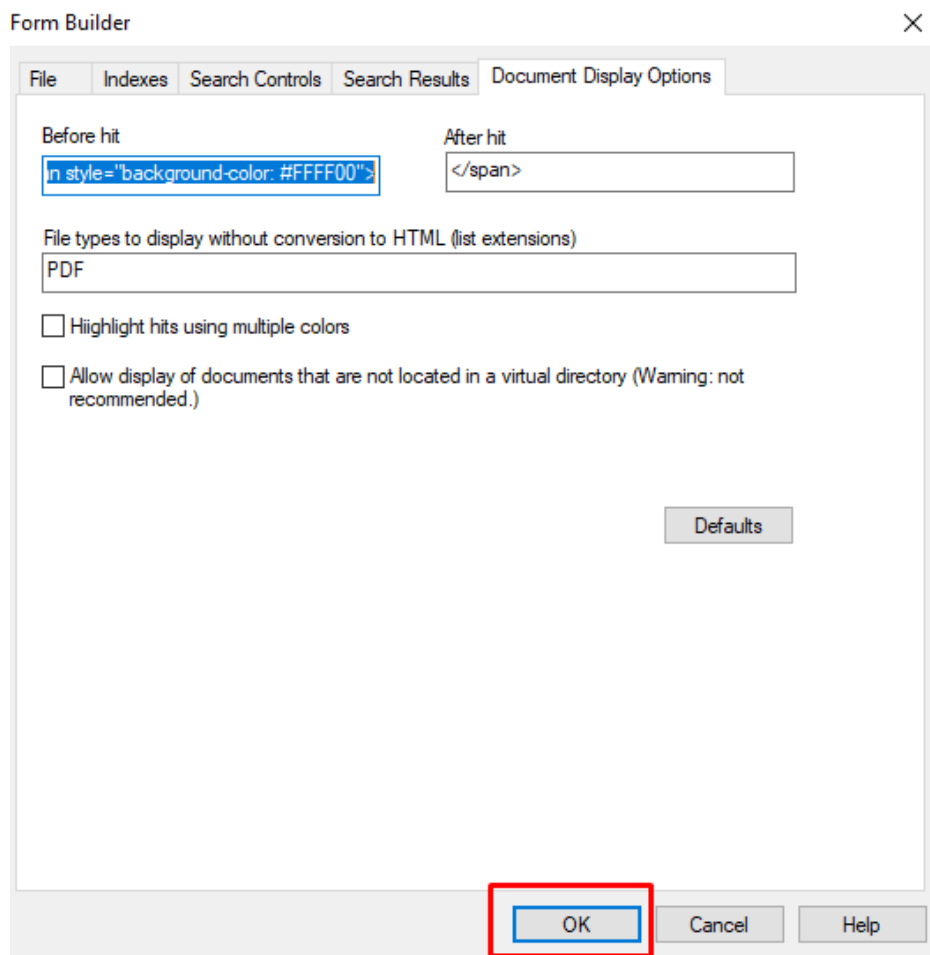 Form Builder
File Indexes Search Controls Search Results Document Display Options
Before hit After hit
style="background-color: #FFFF00"> </span>
File types to display without conversion to HTML (list extensions)
PDF
Hiighlight hits using multiple colors
Allow display of documents that are not located in a virtual directory (Warning: not
recommended.)
Defaults
OK Cancel Help